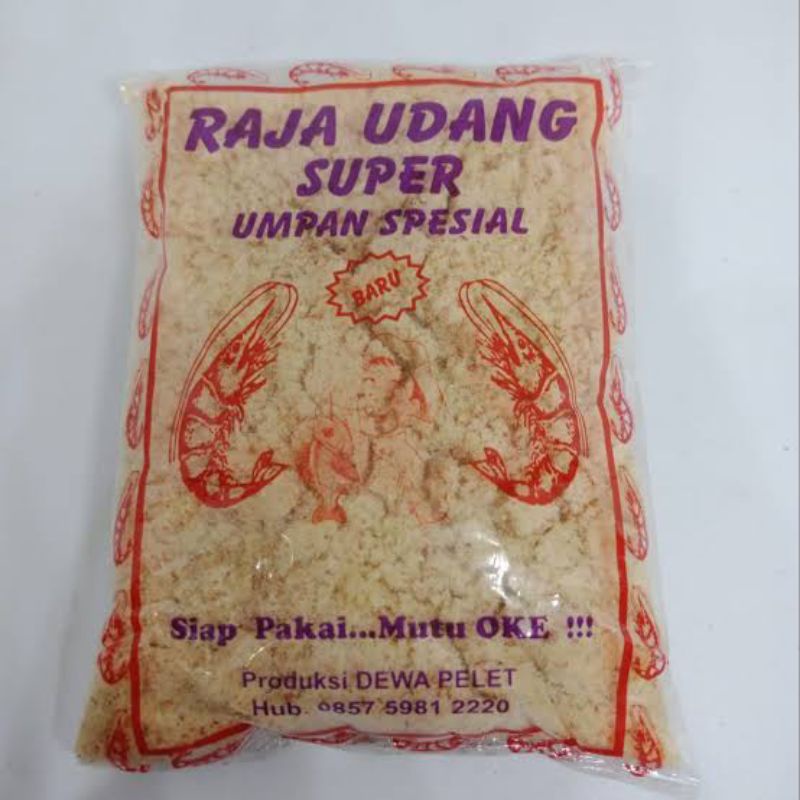 RAJA UDANG
SUPER
UMPAN SPESIAL
BARU
Siap Pakai...Mutu OKE !!!
Produksi DEWA PELET
Hub. 0857 5981 2220